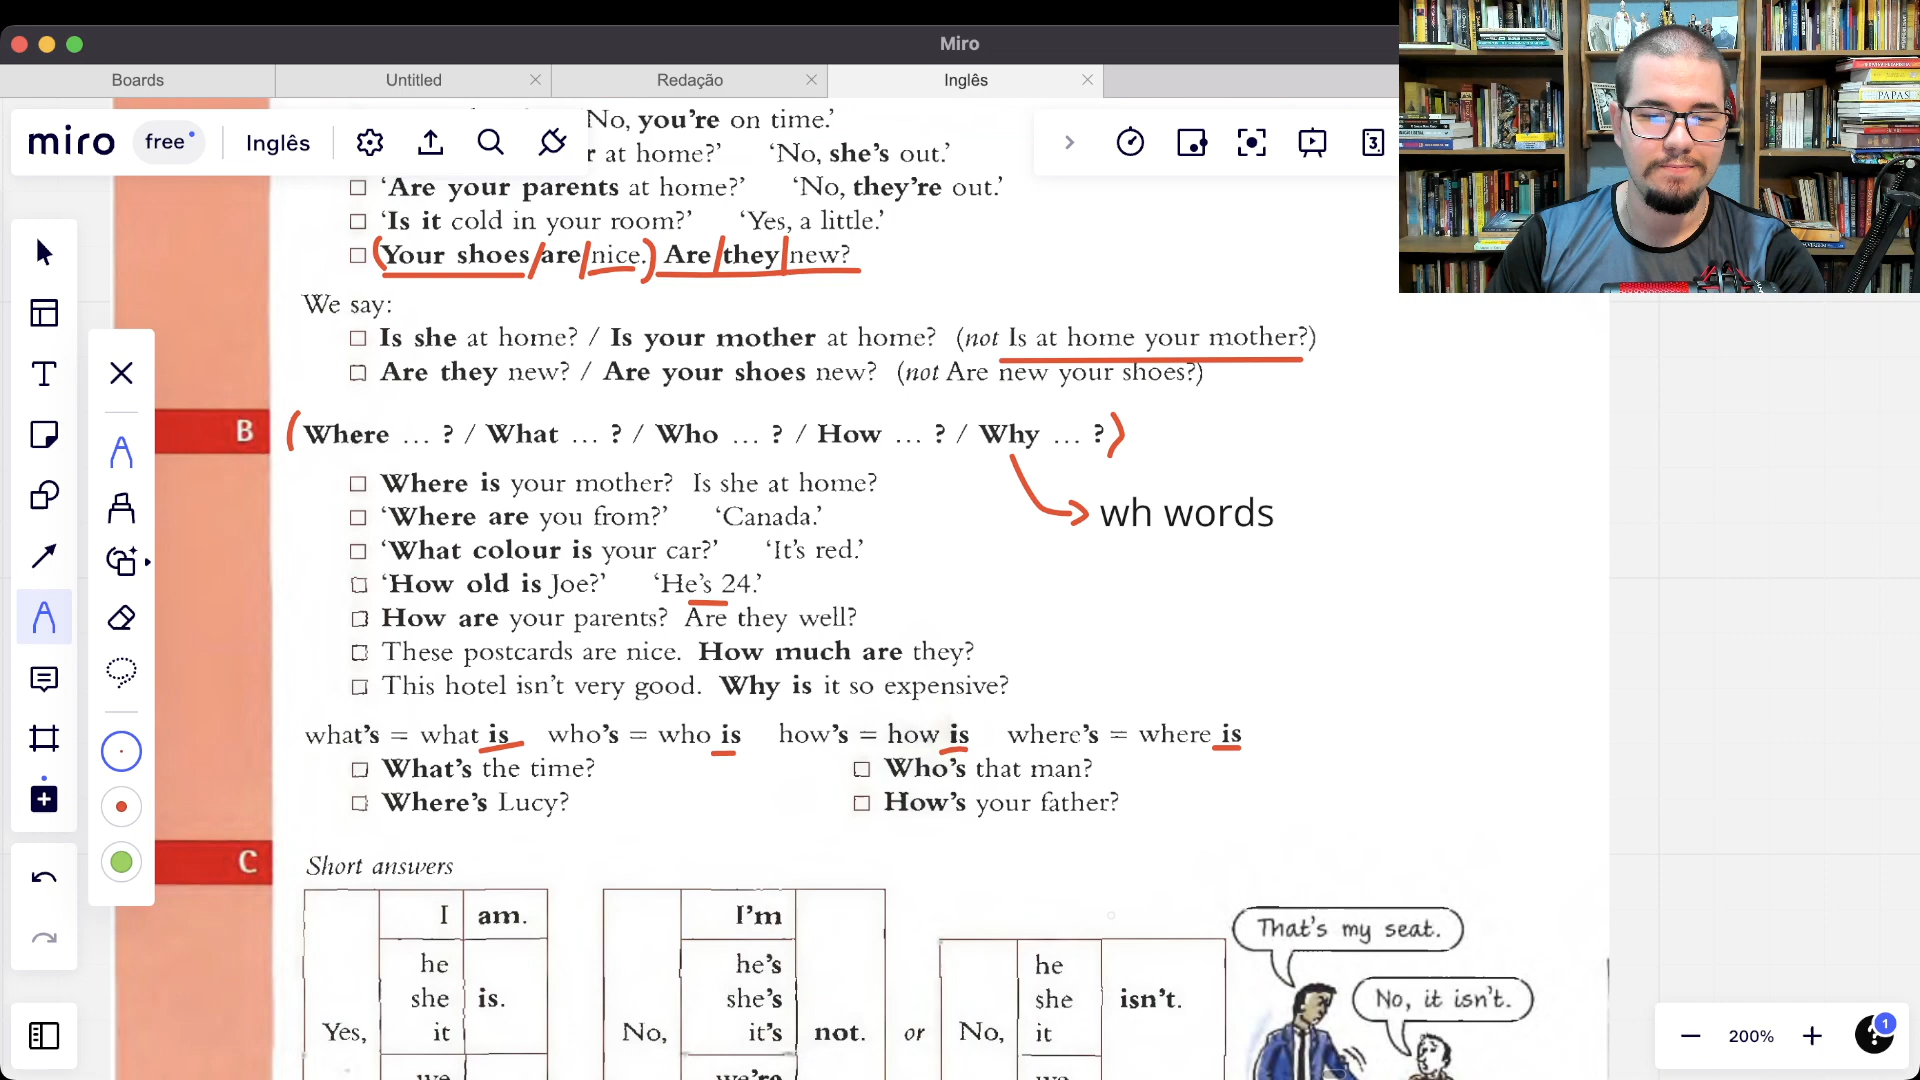 Miro
Boards
Untitled
Redação
Inglês
miro
free
Inglês
No, you're on time.'
r at home?' 'No, she's out.'
'Are your parents at home?' 'No, they're out.'
'Is it cold in your room?' 'Yes, a little.'
Your shoes are nice. Are they new?
We say:
Is she at home? / Is your mother at home? (not Is at home your mother?)
Are they new? / Are your shoes new? (not Are new your shoes?)
B
Where ... ? / What ... ? / Who ... ? / How ... ? / Why ... ?
Where is your mother? Is she at home?
'Where are you from?' 'Canada.'
wh words
'What colour is your car?' 'It's red.'
'How old is Joe?' 'He's 24.'
How are your parents? Are they well?
These postcards are nice. How much are they?
This hotel isn't very good. Why is it so expensive?
what's = what is who's = who is how's = how is where's = where is
What's the time? Who's that man?
Where's Lucy? How's your father?
C
Short answers
I am.
he
she is.
Yes, it
we
I'm
he's
she's
No, it's not.
we're
or
he
she isn't.
No, it
we
That's my seat.
No, it isn't.
PAPAS
3
200%
1
?